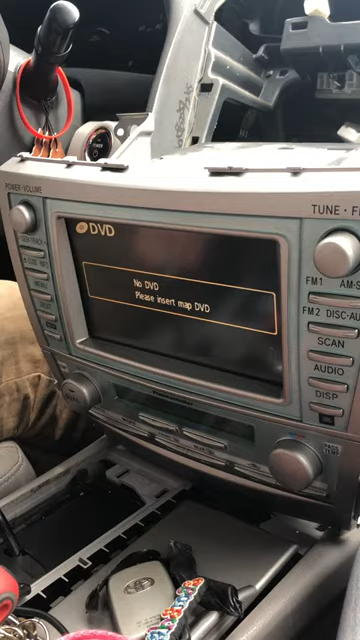 POWER·VOLUME
TUNE·F
DVD
No DVD
Please insert map DVD
FM1
AM·S
FM2
DISC·AU
SCAN
AUDIO
DISP